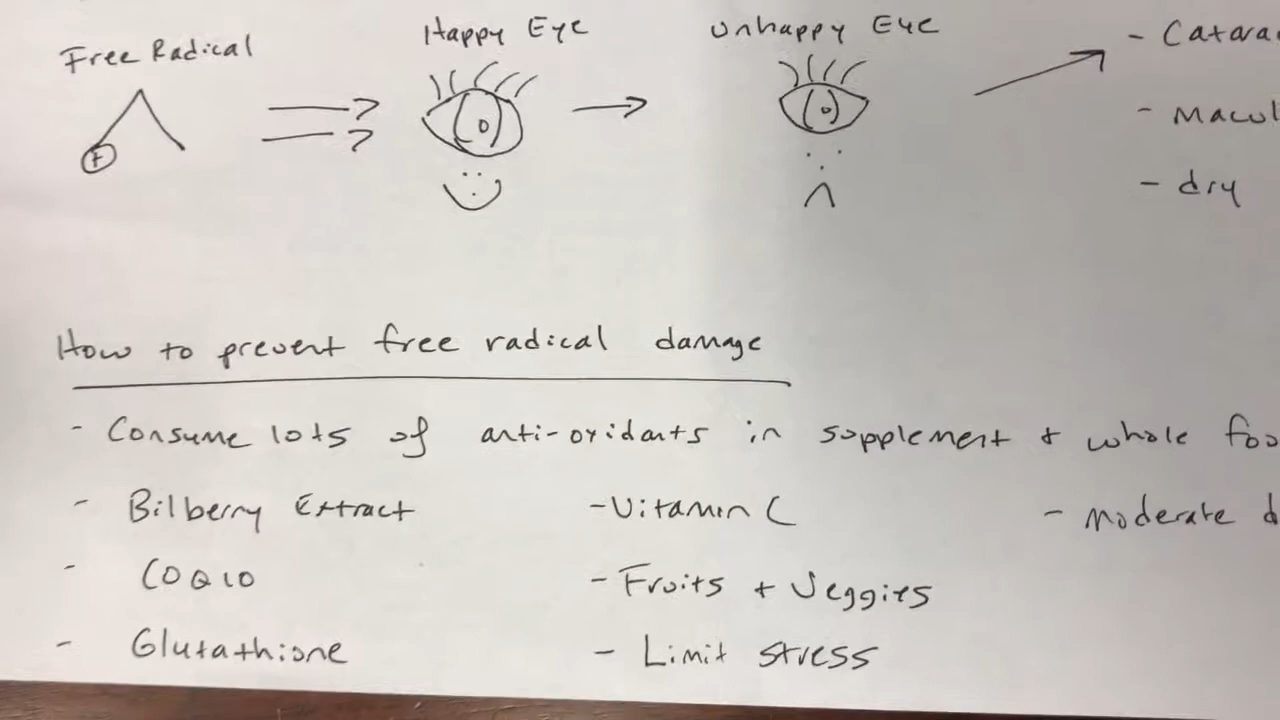 Free Radical
Happy Eye
Unhappy Eye
- Catara
- Macul
- dry
+
How to prevent free radical damage
- Consume lots of anti-oxidants in supplement + whole foo
- Bilberry Extract
- Vitamin C
- moderate d
- COQ10
- Fruits + Veggies
- Glutathione
- Limit stress